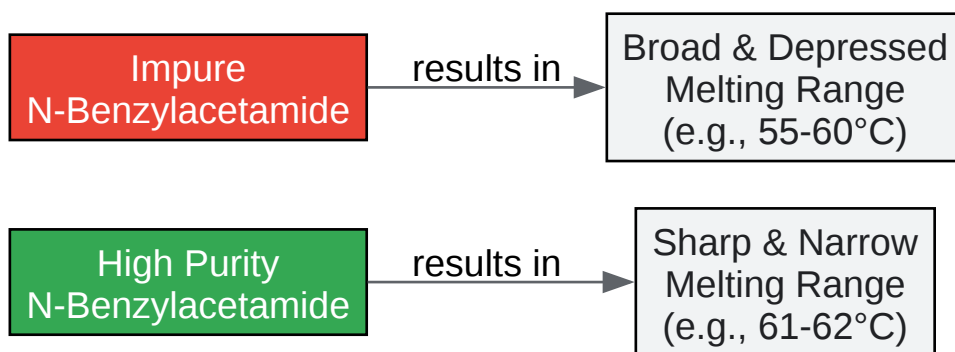 Impure
N-Benzylacetamide
results in
Broad & Depressed
Melting Range
(e.g., 55-60°C)
High Purity
N-Benzylacetamide
results in
Sharp & Narrow
Melting Range
(e.g., 61-62°C)